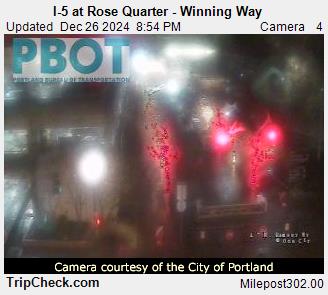 I-5 at Rose Quarter - Winning Way
Updated Dec 26 2024 8:54 PM Camera 4
PBOT
PORTLAND BUREAU OF TRANSPORTATION
Camera courtesy of the City of Portland
TripCheck.com Milepost302.00